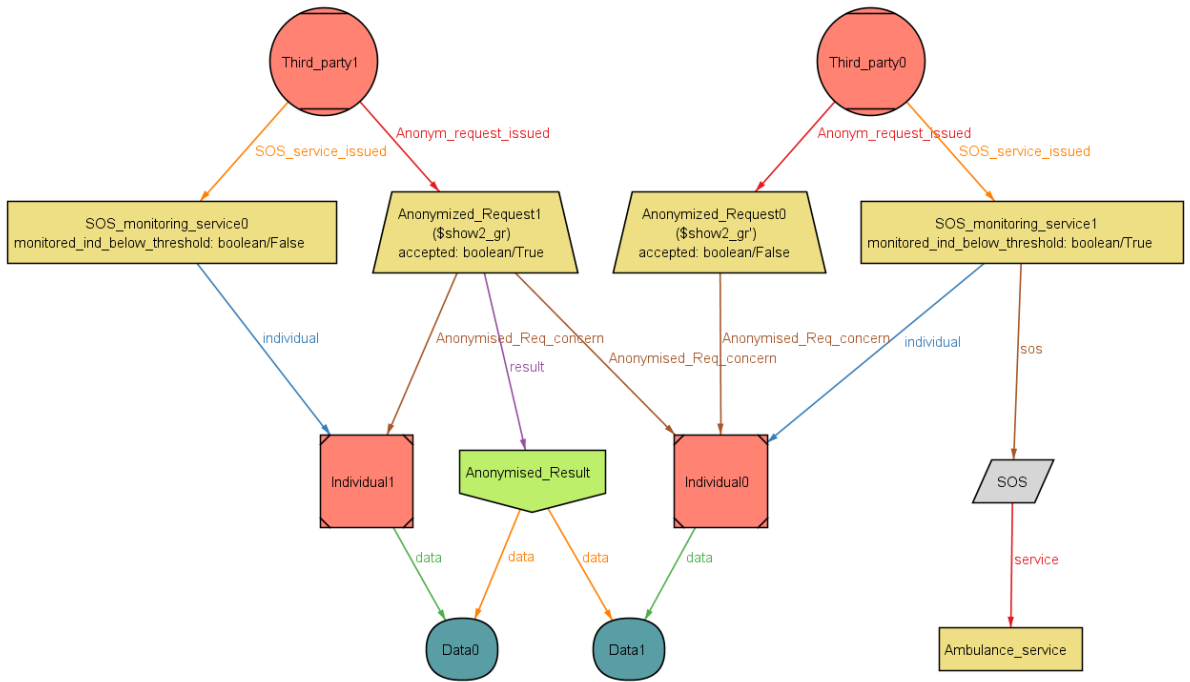 Third_party1
Third_party0
Anonym_request_issued
Anonym_request_issued
SOS_service_issued
SOS_service_issued
SOS_monitoring_service0
monitored_ind_below_threshold: boolean/False
Anonymized_Request1
($show2_gr)
accepted: boolean/True
Anonymized_Request0
($show2_gr')
accepted: boolean/False
SOS_monitoring_service1
monitored_ind_below_threshold: boolean/True
individual
Anonymised_Req_concern
Anonymised_Req_concern
individual
sos
Anonymised_Req_concern
result
Individual1
Anonymised_Result
Individual0
SOS
data
data
data
data
service
Data0
Data1
Ambulance_service